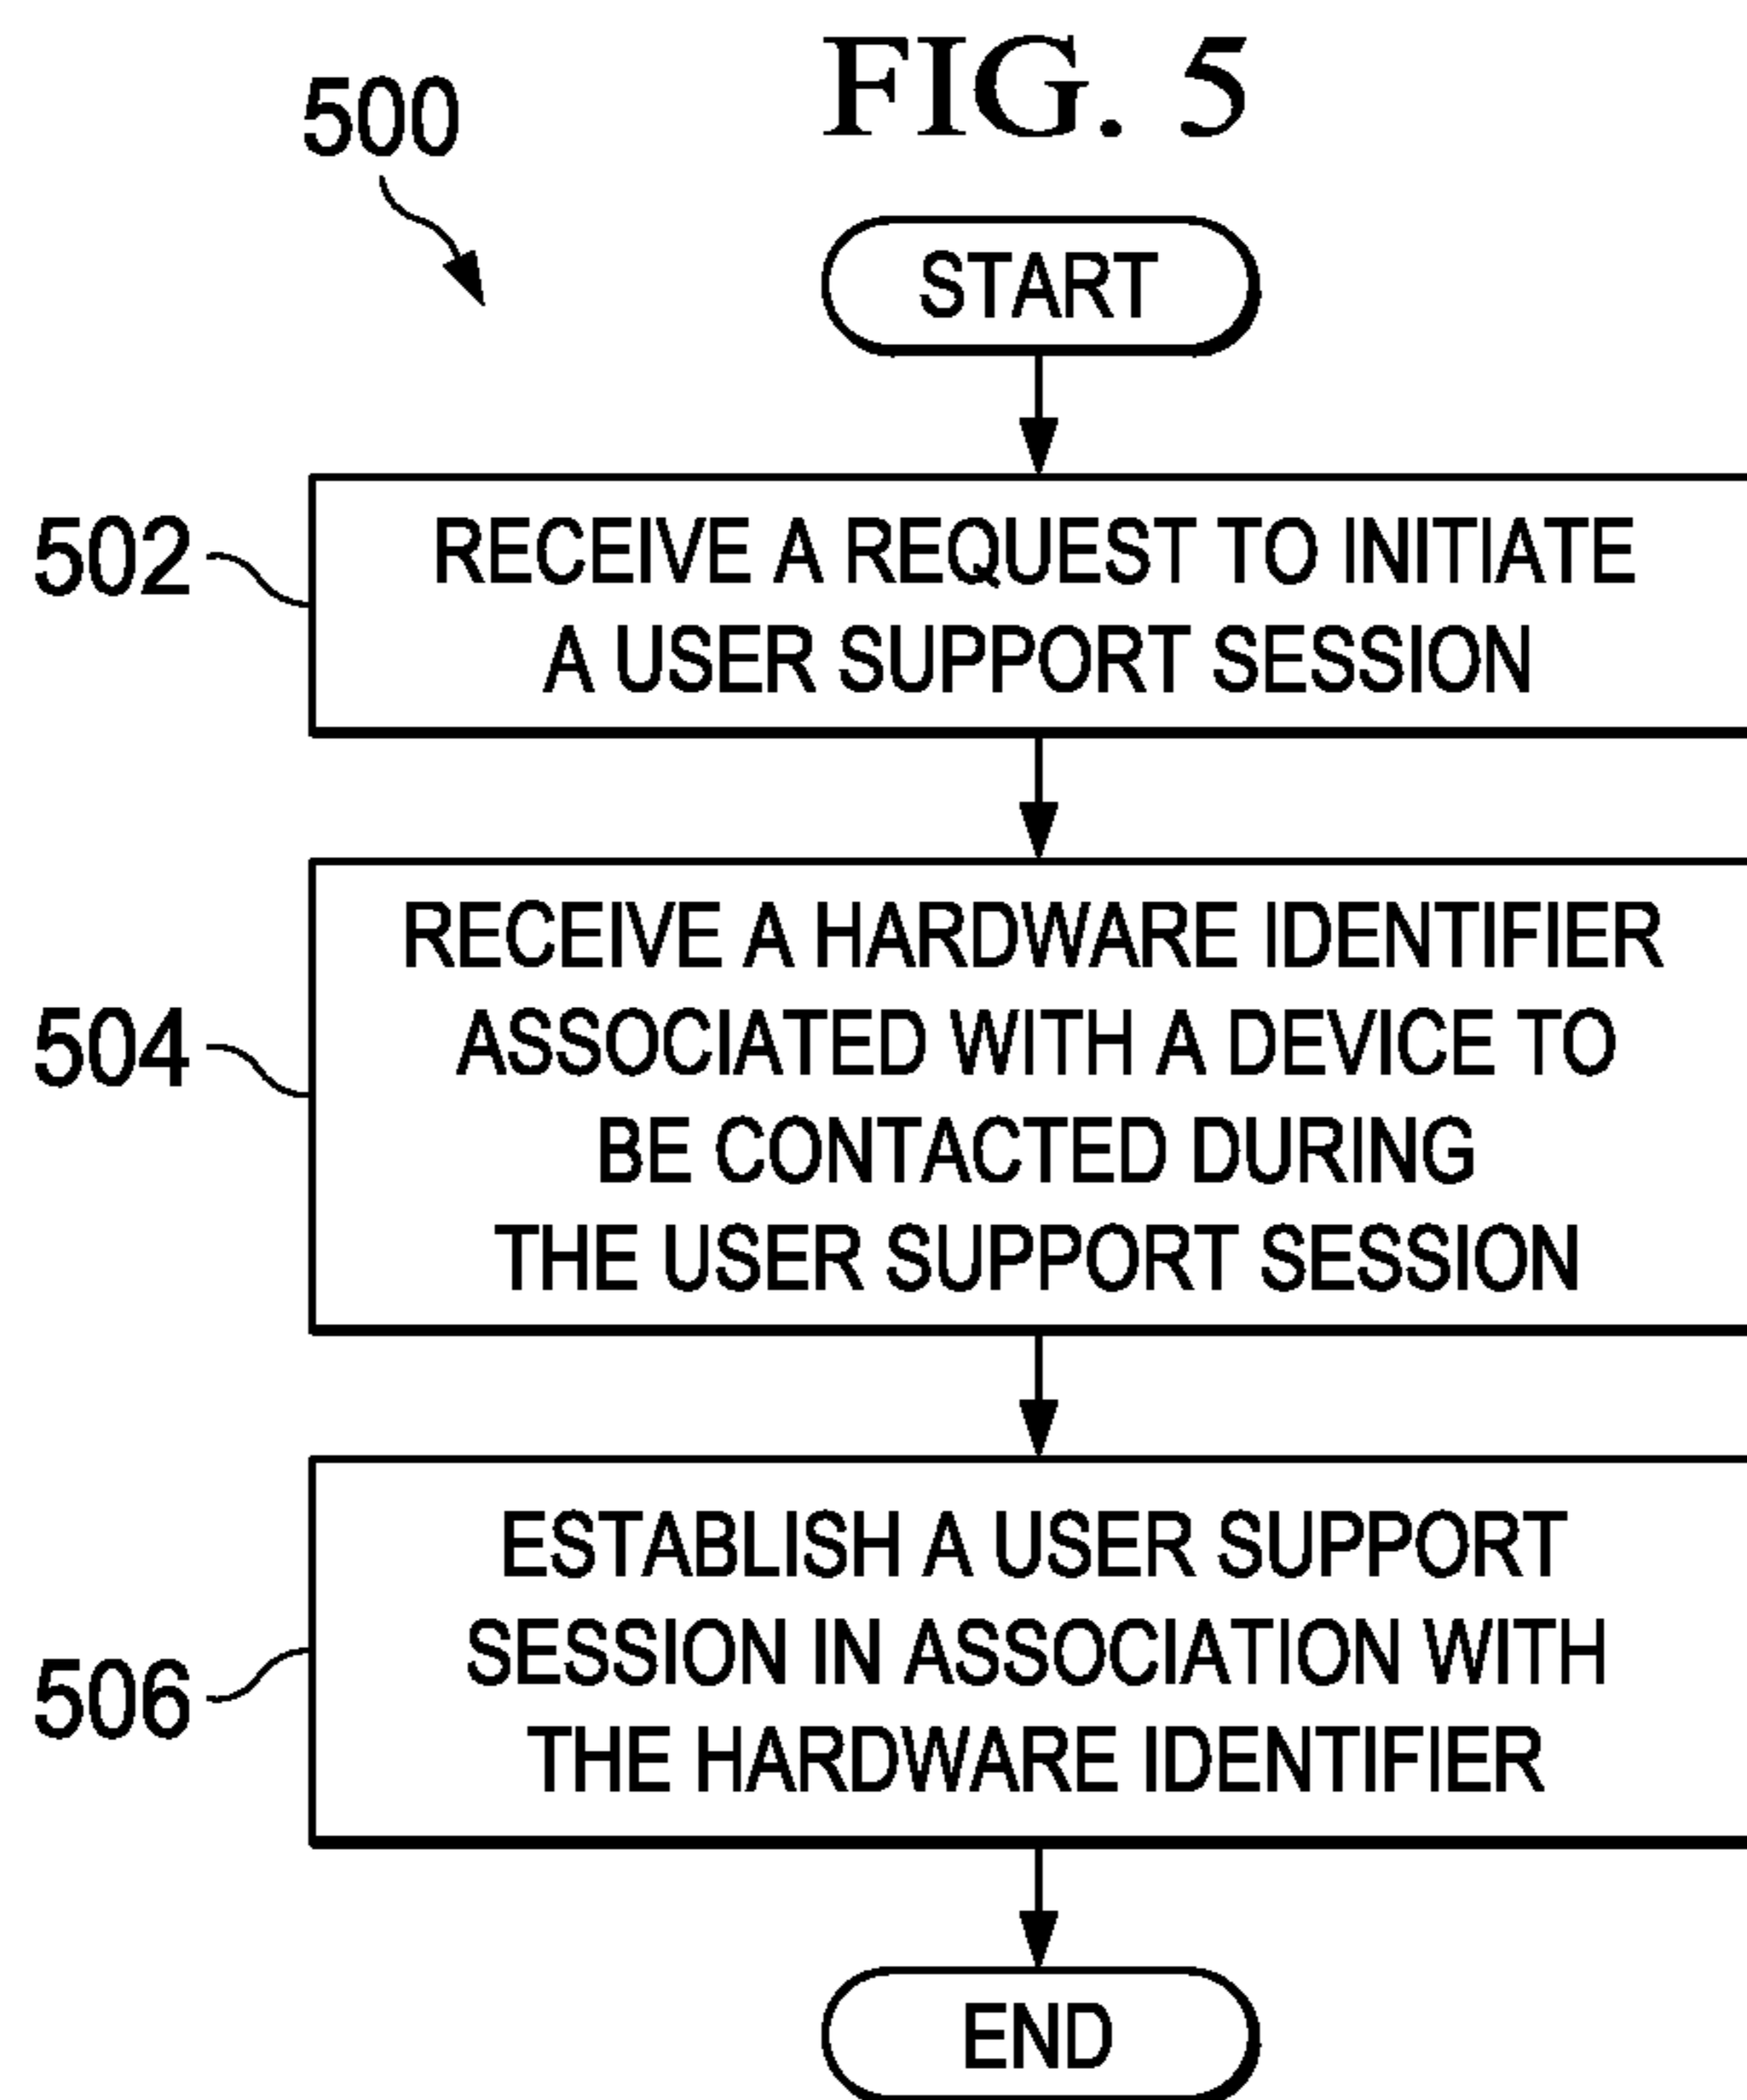 FIG. 5
500
START
502
RECEIVE A REQUEST TO INITIATE
A USER SUPPORT SESSION
504
RECEIVE A HARDWARE IDENTIFIER
ASSOCIATED WITH A DEVICE TO
BE CONTACTED DURING
THE USER SUPPORT SESSION
506
ESTABLISH A USER SUPPORT
SESSION IN ASSOCIATION WITH
THE HARDWARE IDENTIFIER
END